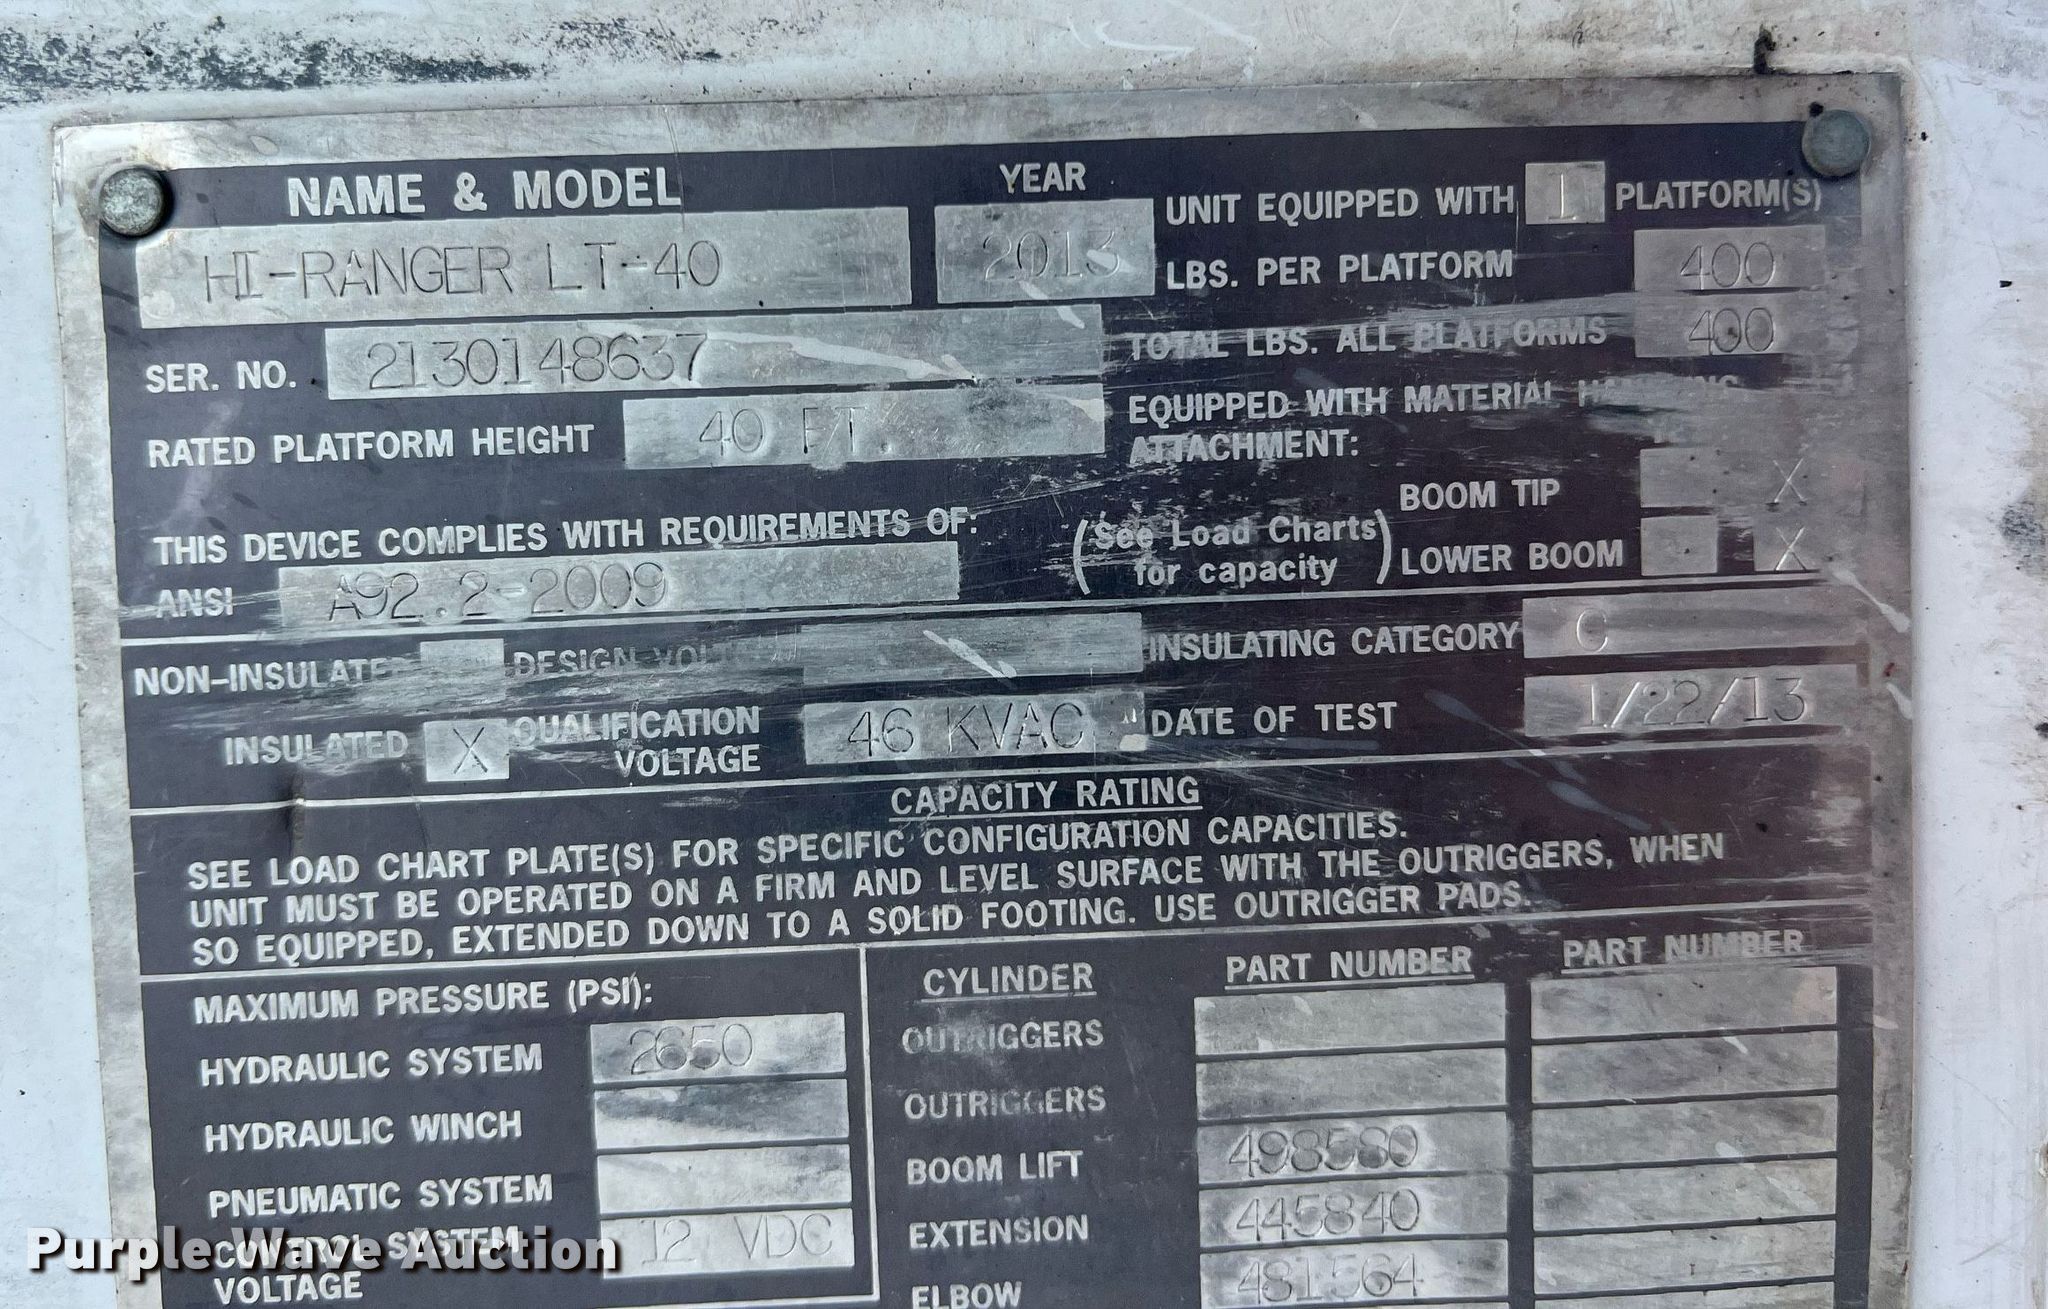 NAME & MODEL YEAR
HI-RANGER LT-40 2013
UNIT EQUIPPED WITH 1 PLATFORM(S)
LBS. PER PLATFORM 400
TOTAL LBS. ALL PLATFORMS 400
SER. NO. 2130148637
RATED PLATFORM HEIGHT 40 FT.
EQUIPPED WITH MATERIAL
ATTACHMENT:
BOOM TIP X
(See Load Charts
for capacity)
LOWER BOOM X
THIS DEVICE COMPLIES WITH REQUIREMENTS OF:
ANSI A92.2-2009
NON-INSULATED DESIGN
INSULATING CATEGORY C
INSULATED X QUALIFICATION
VOLTAGE 46 KVAC
DATE OF TEST 1/22/13
CAPACITY RATING
SEE LOAD CHART PLATE(S) FOR SPECIFIC CONFIGURATION CAPACITIES.
UNIT MUST BE OPERATED ON A FIRM AND LEVEL SURFACE WITH THE OUTRIGGERS, WHEN
SO EQUIPPED, EXTENDED DOWN TO A SOLID FOOTING. USE OUTRIGGER PADS.
MAXIMUM PRESSURE (PSI):
HYDRAULIC SYSTEM 2650
HYDRAULIC WINCH
PNEUMATIC SYSTEM
CONTROL SYSTEM
VOLTAGE 12 VDC
CYLINDER PART NUMBER PART NUMBER
OUTRIGGERS
OUTRIGGERS
BOOM LIFT 498580
EXTENSION 445840
ELBOW 481564
Purple Wave Auction